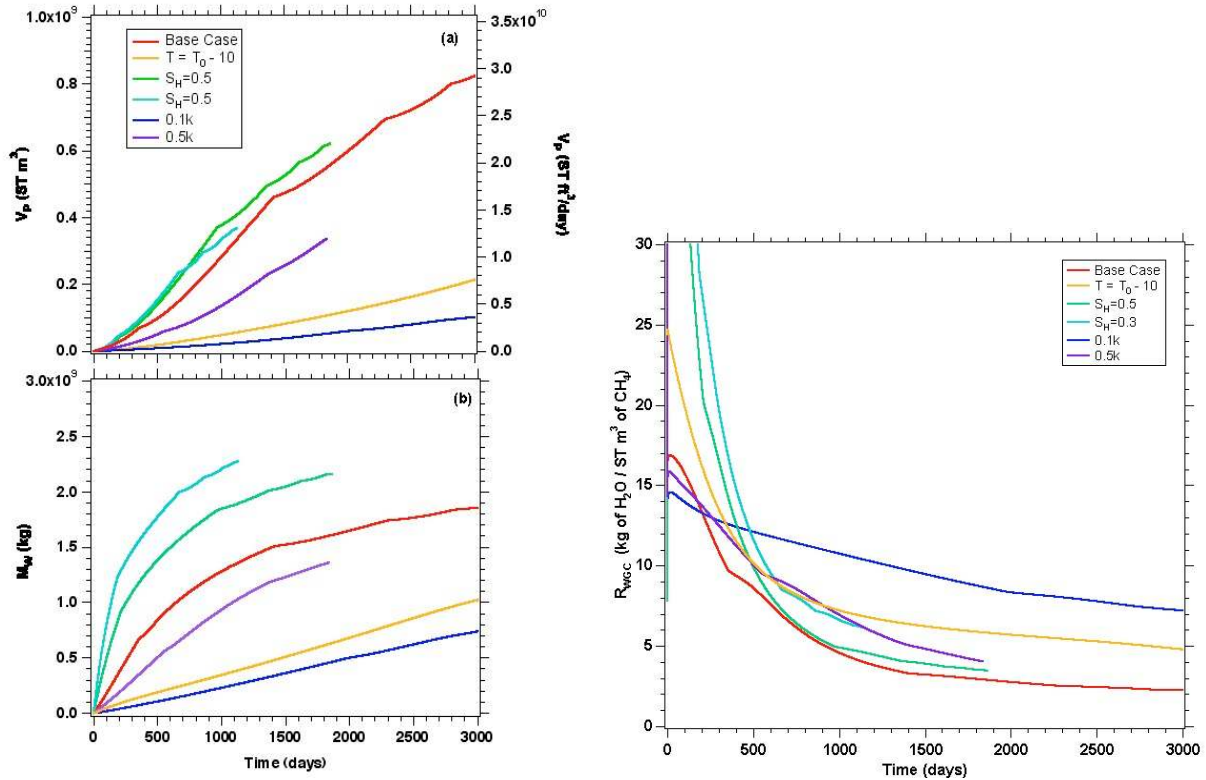 1.0x10⁹
3.5x10¹⁰
(a)
Base Case
T = T₀ - 10
S_H=0.5
S_H=0.5
0.1k
0.5k
0.8
0.6
0.4
0.2
0.0
3.0
2.5
2.0
1.5
1.0
0.5
0.0
V_P (ST m³)
V_p (ST ft³/day)
3.0x10⁹
(b)
2.5
2.0
1.5
1.0
0.5
0.0
M_W (kg)
0 500 1000 1500 2000 2500 3000
Time (days)
30
25
20
15
10
5
0
Base Case
T = T₀ - 10
S_H=0.5
S_H=0.3
0.1k
0.5k
R_WGC (kg of H₂O / ST m³ of CH₄)
0 500 1000 1500 2000 2500 3000
Time (days)